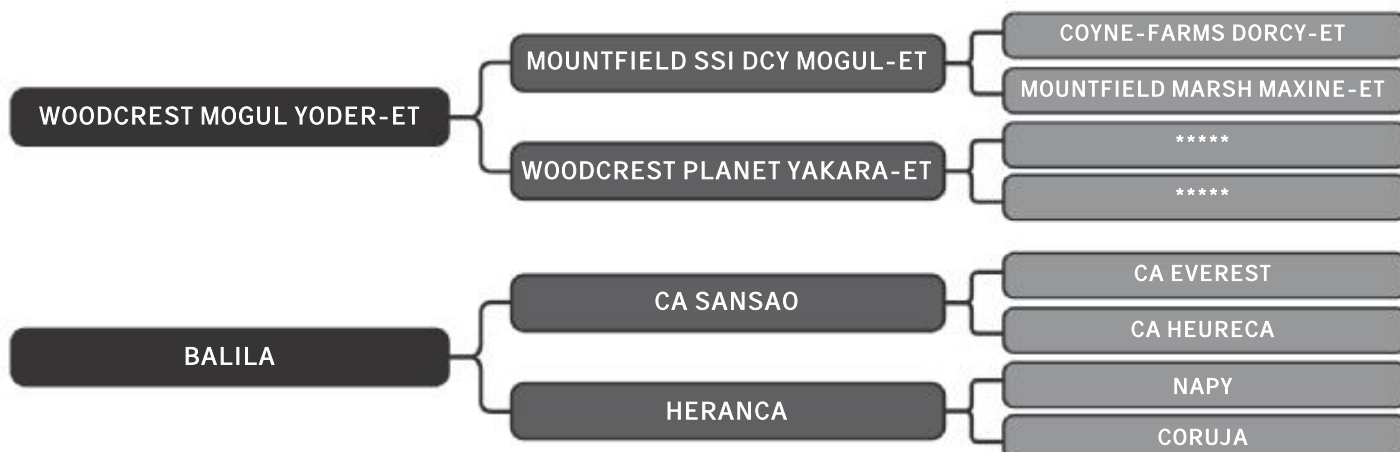 COYNE-FARMS DORCY-ET
MOUNTFIELD SSI DCY MOGUL-ET
MOUNTFIELD MARSH MAXINE-ET
WOODCREST MOGUL YODER-ET
*****
WOODCREST PLANET YAKARA-ET
*****
CA EVEREST
CA SANSAO
CA HEURECA
BALILA
NAPY
HERANCA
CORUJA